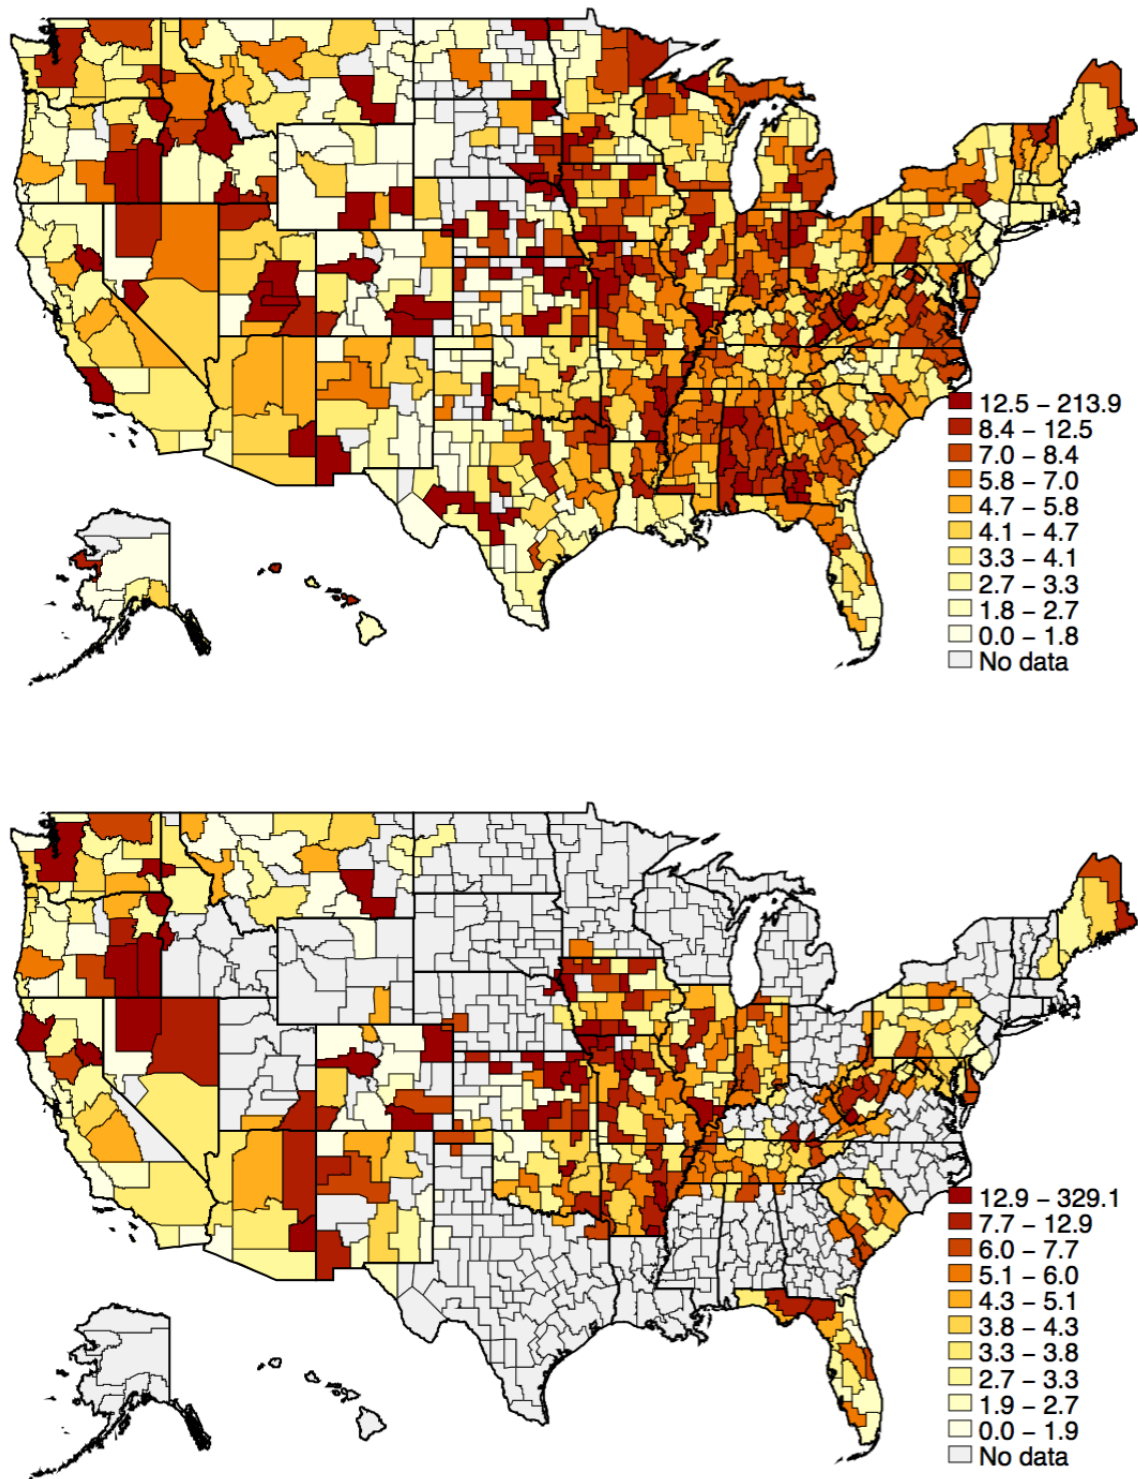 12.5 – 213.9
8.4 – 12.5
7.0 – 8.4
5.8 – 7.0
4.7 – 5.8
4.1 – 4.7
3.3 – 4.1
2.7 – 3.3
1.8 – 2.7
0.0 – 1.8
No data
12.9 – 329.1
7.7 – 12.9
6.0 – 7.7
5.1 – 6.0
4.3 – 5.1
3.8 – 4.3
3.3 – 3.8
2.7 – 3.3
1.9 – 2.7
0.0 – 1.9
No data